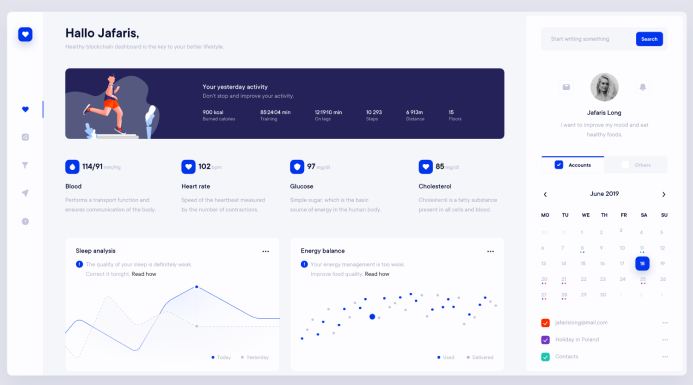 Hallo Jafaris,
Healthy blockchain dashboard in the key to your better lifestyle.
Your yesterday activity
Don't stop and improve your activity.
900 kcal
Burned calories
85:24:04 min
Training
12:19:10 min
On legs
10 293
Steps
6 913m
Distance
15
Floors
114/91 mm/Hg
Blood
Performs a transport function and
ensures communication of the body.
102 bpm
Heart rate
Speed of the heartbeat measured
by the number of contractions.
97 mg/dl
Glucose
Simple sugar, which is the basic
source of energy in the human body.
85 mg/dl
Cholesterol
Cholesterol is a fatty substance
present in all cells and blood.
Sleep analysis
The quality of your sleep is definitely weak.
Correct it tonight. Read how
Today
Yesterday
Energy balance
Your energy management is too weak.
Improve food quality. Read how
Used
Delivered
Start writing something
Search
Jafaris Long
I want to improve my mood and eat
healthy foods.
Accounts
Others
June 2019
MO TU WE TH FR SA SU
1 2 3 4 5
6 7 8 9 10 11 12
13 14 15 16 17 18 19
20 21 22 23 24 25 26
27 28 29 30
jafarislong@mail.com
Holiday in Poland
Contacts